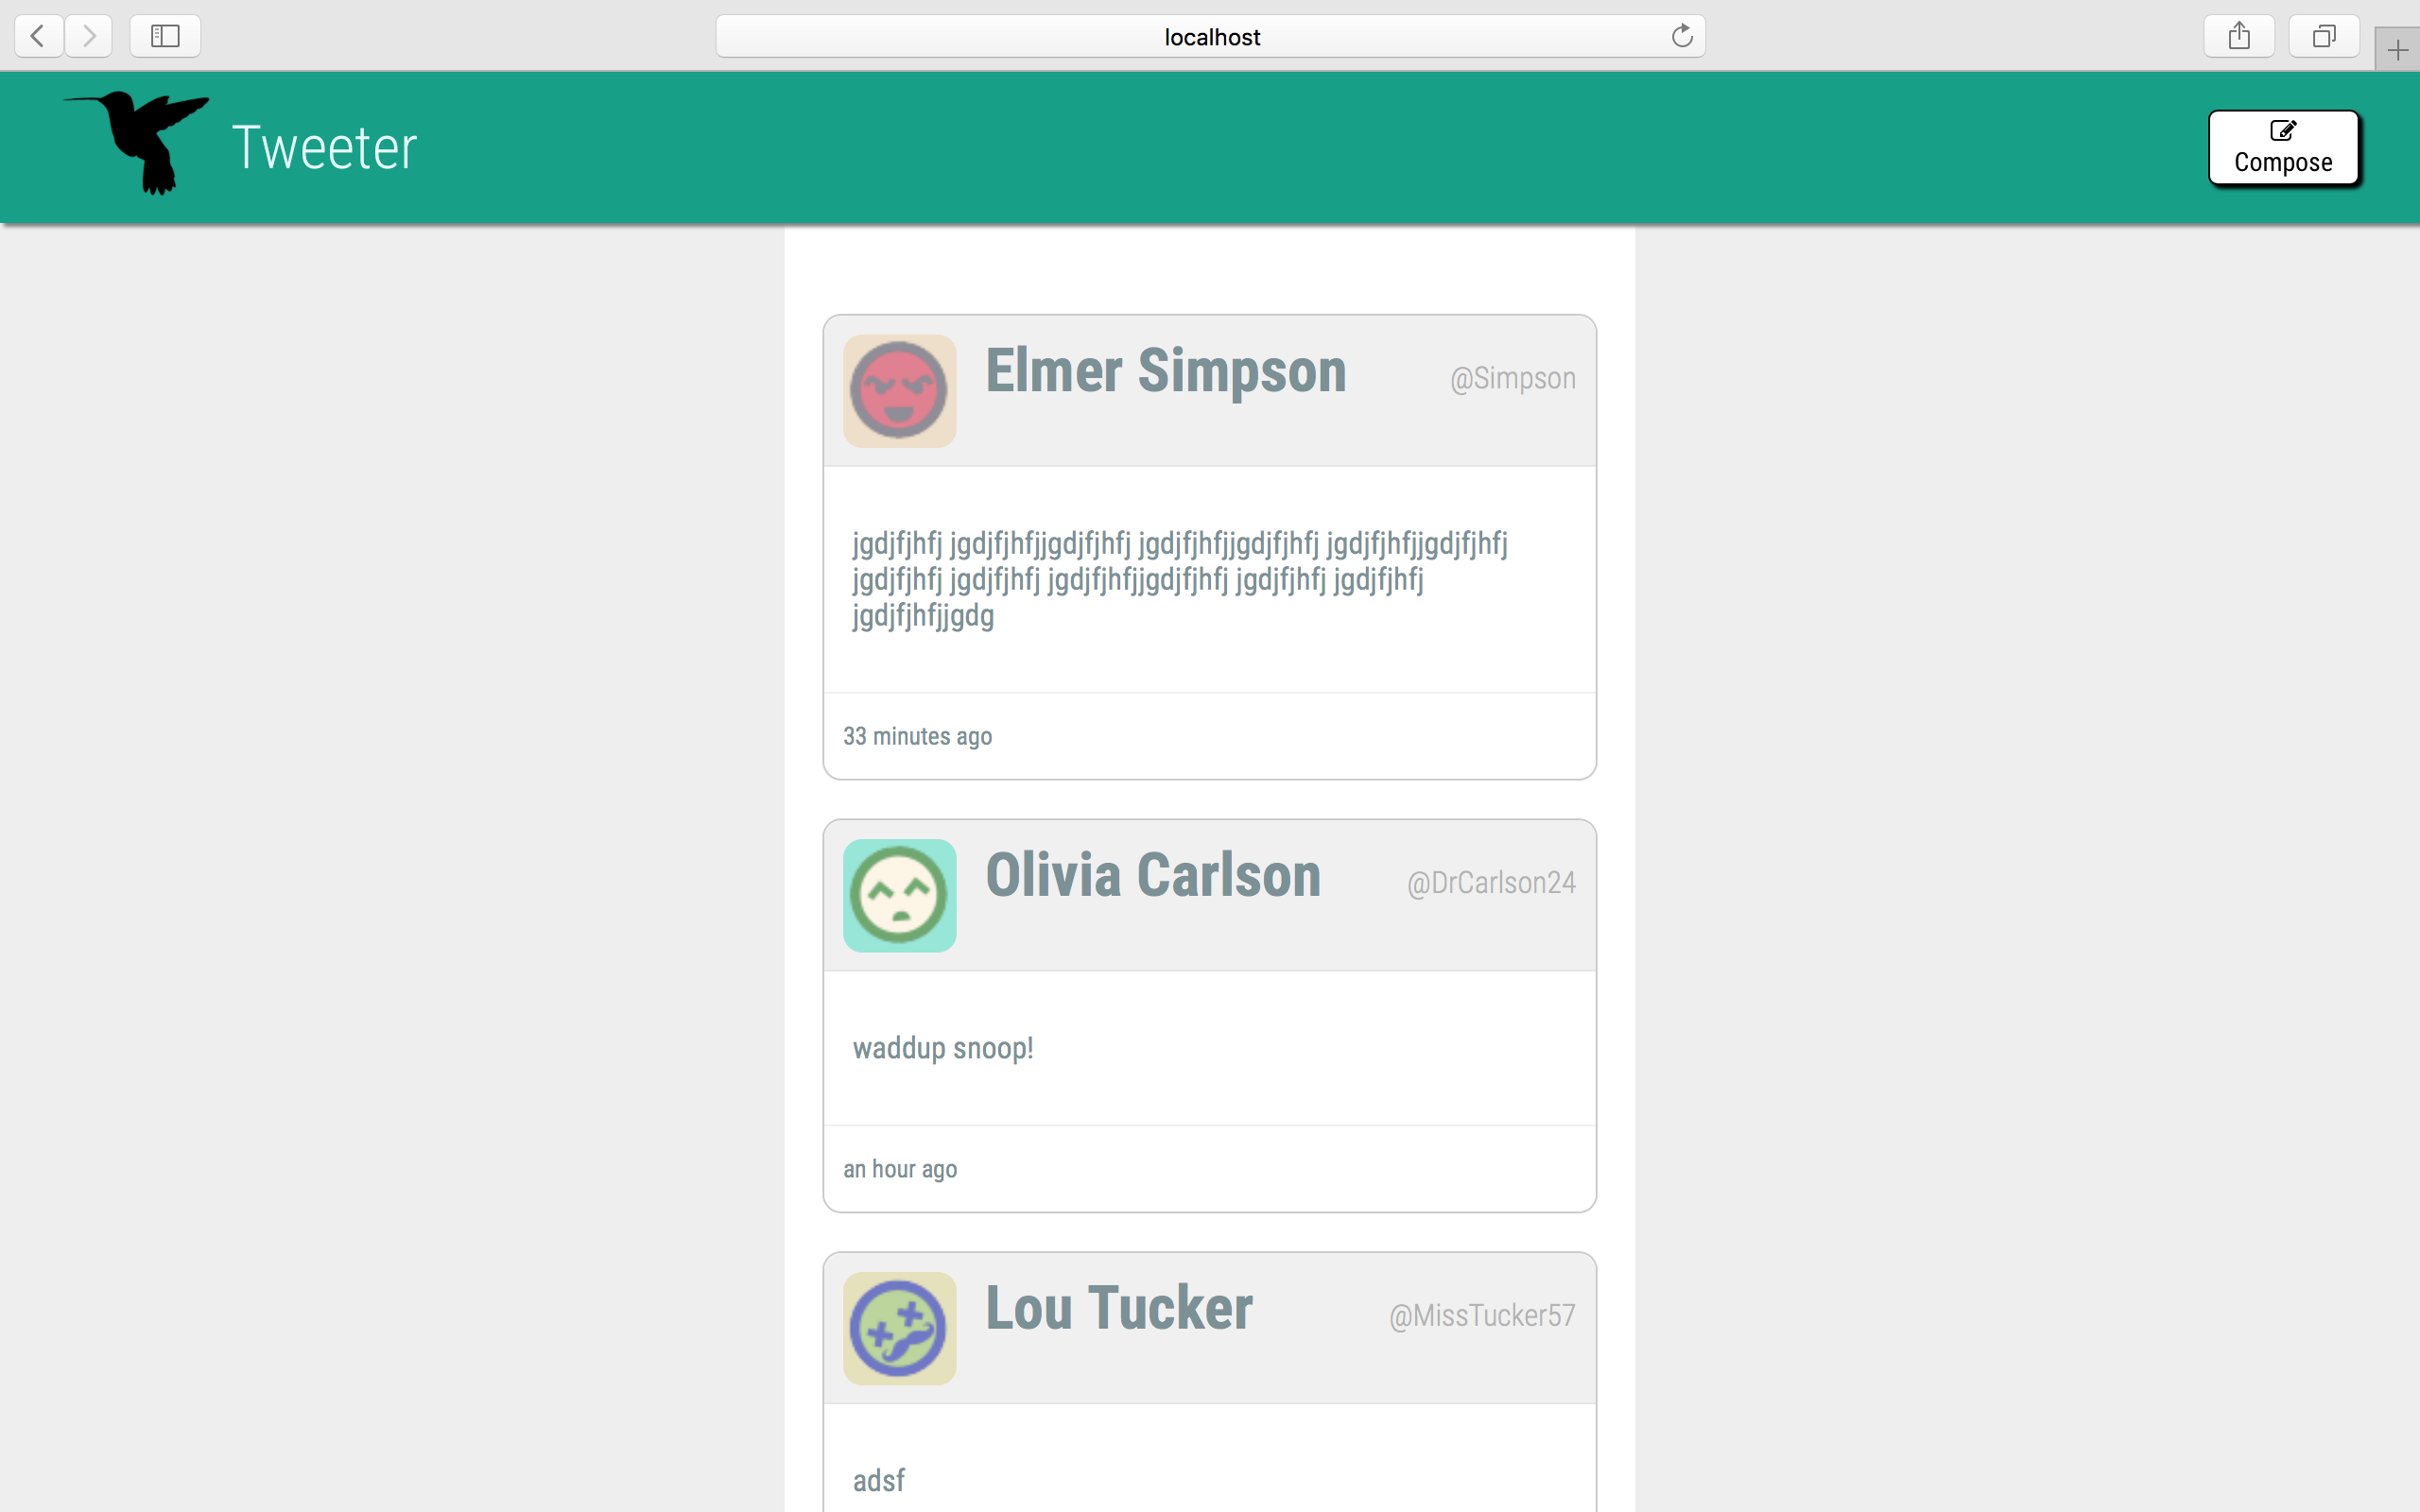 localhost
Tweeter
Compose
Elmer Simpson @Simpson
jgdjfjhfj jgdjfjhfjjgdjfjhfj jgdjfjhfjjgdjfjhfj jgdjfjhfjjgdjfjhfj
jgdjfjhfj jgdjfjhfj jgdjfjhfjjgdjfjhfj jgdjfjhfj jgdjfjhfj
jgdjfjhfjjgdg
33 minutes ago
Olivia Carlson @DrCarlson24
waddup snoop!
an hour ago
Lou Tucker @MissTucker57
adsf